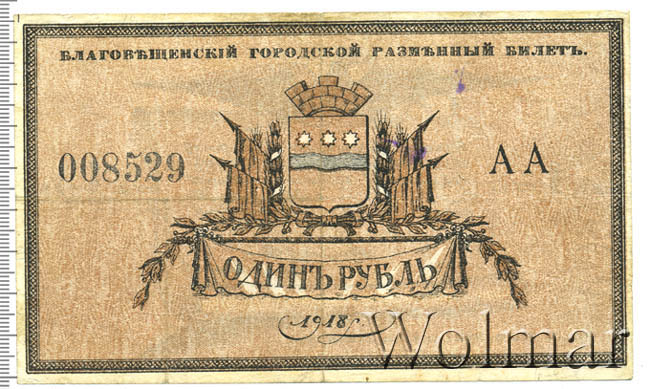 БЛАГОВѢЩЕНСКІЙ ГОРОДСКОЙ РАЗМѢННЫЙ БИЛЕТЪ.
008529 АА
ОДИНЪ РУБЛЬ
1918
Wolmar